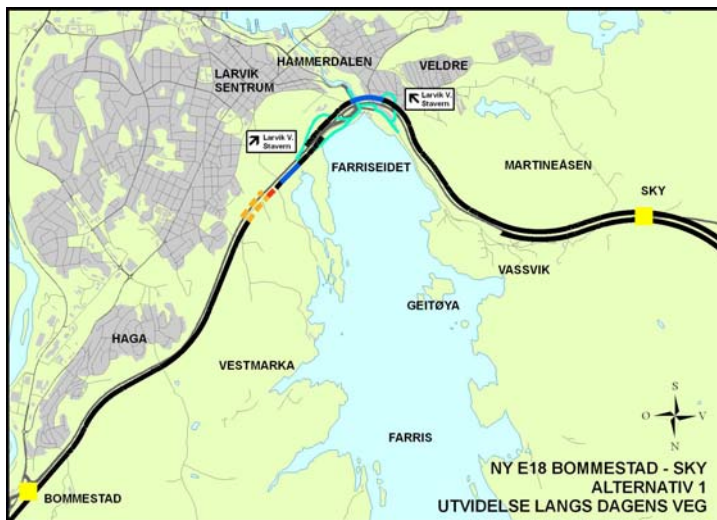 HAMMERDALEN
VELDRE
LARVIK
SENTRUM
Larvik V.
Stavern
Larvik V.
Stavern
FARRISEIDET
MARTINEÅSEN
SKY
VASSVIK
GEITØYA
HAGA
VESTMARKA
S
O
V
N
FARRIS
BOMMESTAD
NY E18 BOMMESTAD - SKY
ALTERNATIV 1
UTVIDELSE LANGS DAGENS VEG